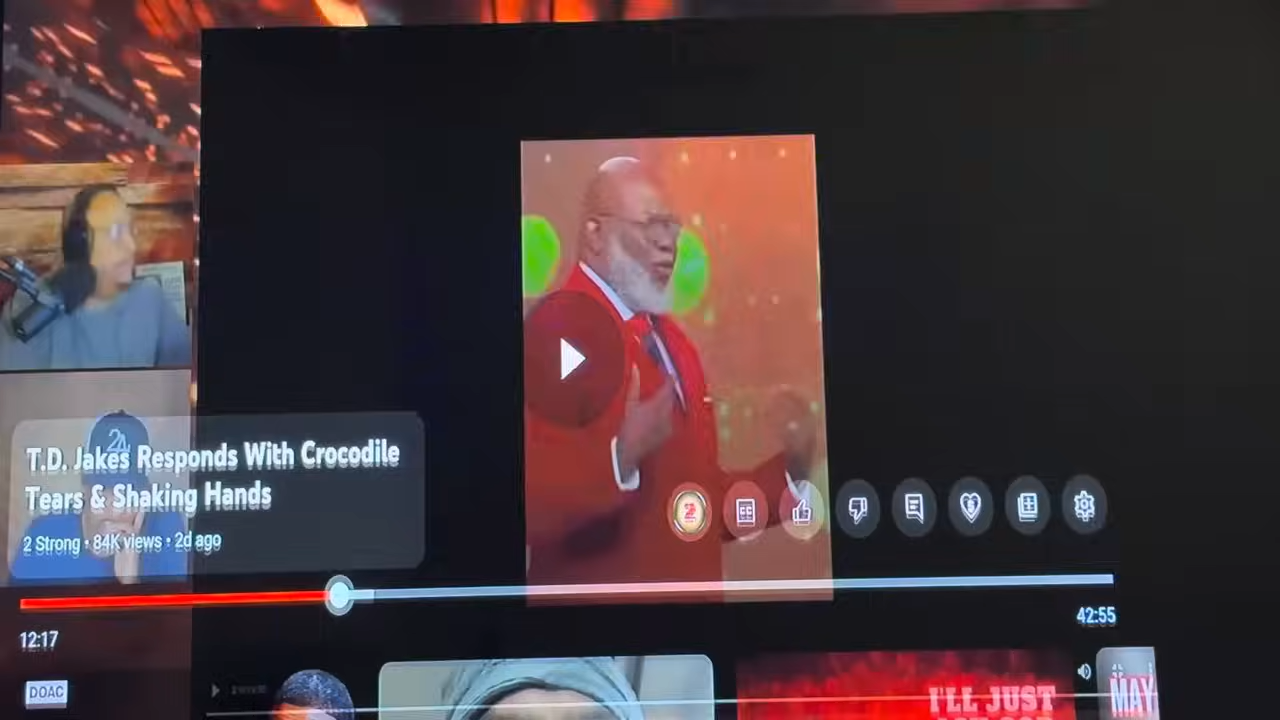 T.D. Jakes Responds With Crocodile
Tears & Shaking Hands
2 Strong • 84K views • 2d ago
CC
12:17
42:55
DOAC
I'LL JUST
MAY